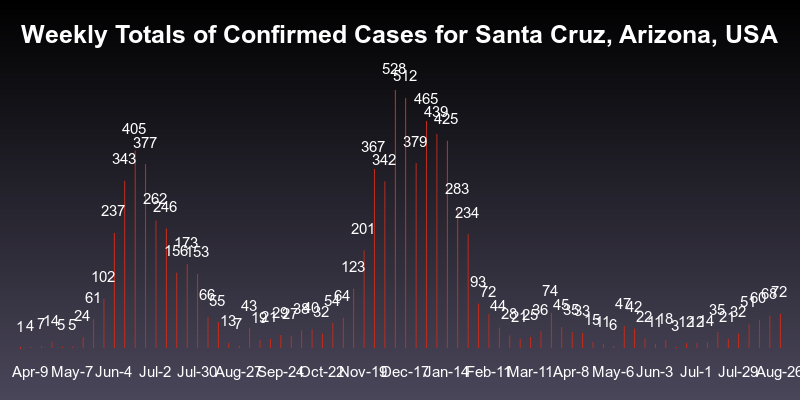 Weekly Totals of Confirmed Cases for Santa Cruz, Arizona, USA
1 4 7 14 5 5 24 61 102 237 343 405 377 262 246 156 173 153 66 55 13 7 43 19 21 29 27 38 40 32 54 64 123 201 367 342 528 512 379 465 439 425 283 234 93 72 44 28 21 25 36 74 45 35 33 15 11 6 47 42 22 11 18 3 12 12 14 35 21 32 51 60 68 72
Apr-9 May-7 Jun-4 Jul-2 Jul-30 Aug-27 Sep-24 Oct-22 Nov-19 Dec-17 Jan-14 Feb-11 Mar-11 Apr-8 May-6 Jun-3 Jul-1 Jul-29 Aug-26